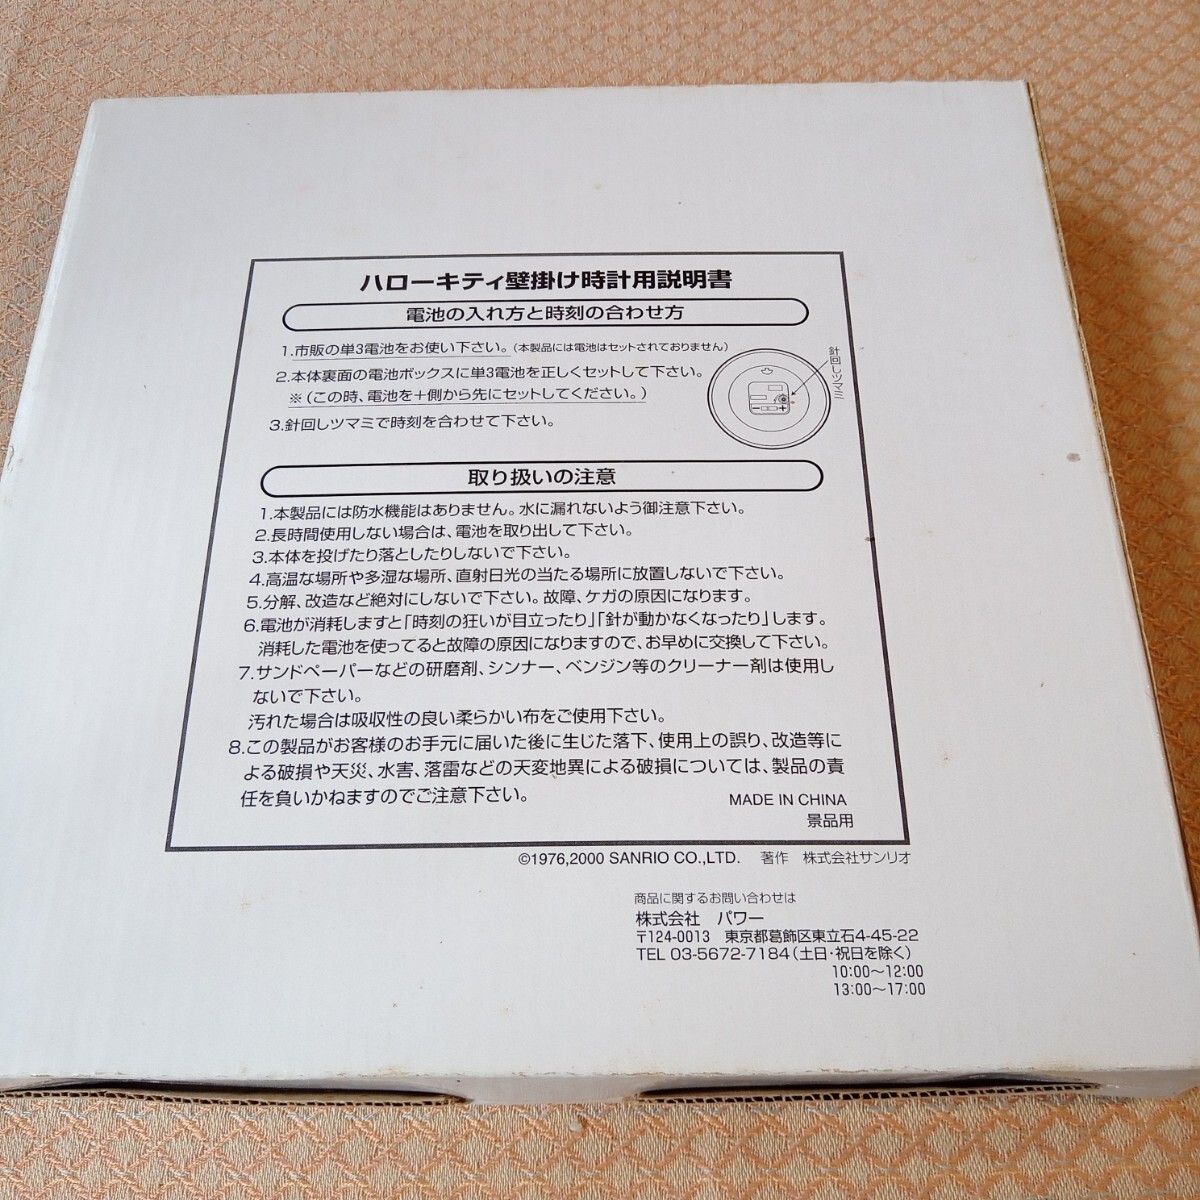 ハローキティ壁掛け時計用説明書
電池の入れ方と時刻の合わせ方
1.市販の単3電池をお使い下さい。(本製品には電池はセットされておりません)
2.本体裏面の電池ボックスに単3電池を正しくセットして下さい。
※(この時、電池を+側から先にセットしてください。)
3.針回しツマミで時刻を合わせて下さい。
針回しツマミ
− +
取り扱いの注意
1.本製品には防水機能はありません。水に漏れないよう御注意下さい。
2.長時間使用しない場合は、電池を取り出して下さい。
3.本体を投げたり落としたりしないで下さい。
4.高温な場所や多湿な場所、直射日光の当たる場所に放置しないで下さい。
5.分解、改造など絶対にしないで下さい。故障、ケガの原因になります。
6.電池が消耗しますと「時刻の狂いが目立ったり」「針が動かなくなったり」します。
消耗した電池を使ってると故障の原因になりますので、お早めに交換して下さい。
7.サンドペーパーなどの研磨剤、シンナー、ベンジン等のクリーナー剤は使用し
ないで下さい。
汚れた場合は吸収性の良い柔らかい布をご使用下さい。
8.この製品がお客様のお手元に届いた後に生じた落下、使用上の誤り、改造等に
よる破損や天災、水害、落雷などの天変地異による破損については、製品の責
任を負いかねますのでご注意下さい。
MADE IN CHINA
景品用
©1976,2000 SANRIO CO.,LTD. 著作 株式会社サンリオ
商品に関するお問い合わせは
株式会社 パワー
〒124-0013 東京都葛飾区東立石4-45-22
TEL 03-5672-7184(土日・祝日を除く)
10:00〜12:00
13:00〜17:00